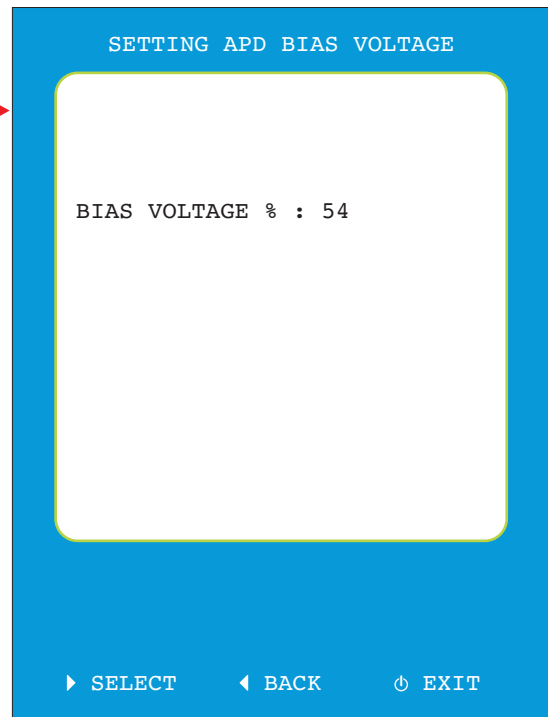 SETTING APD BIAS VOLTAGE
BIAS VOLTAGE % : 54
SELECT BACK EXIT